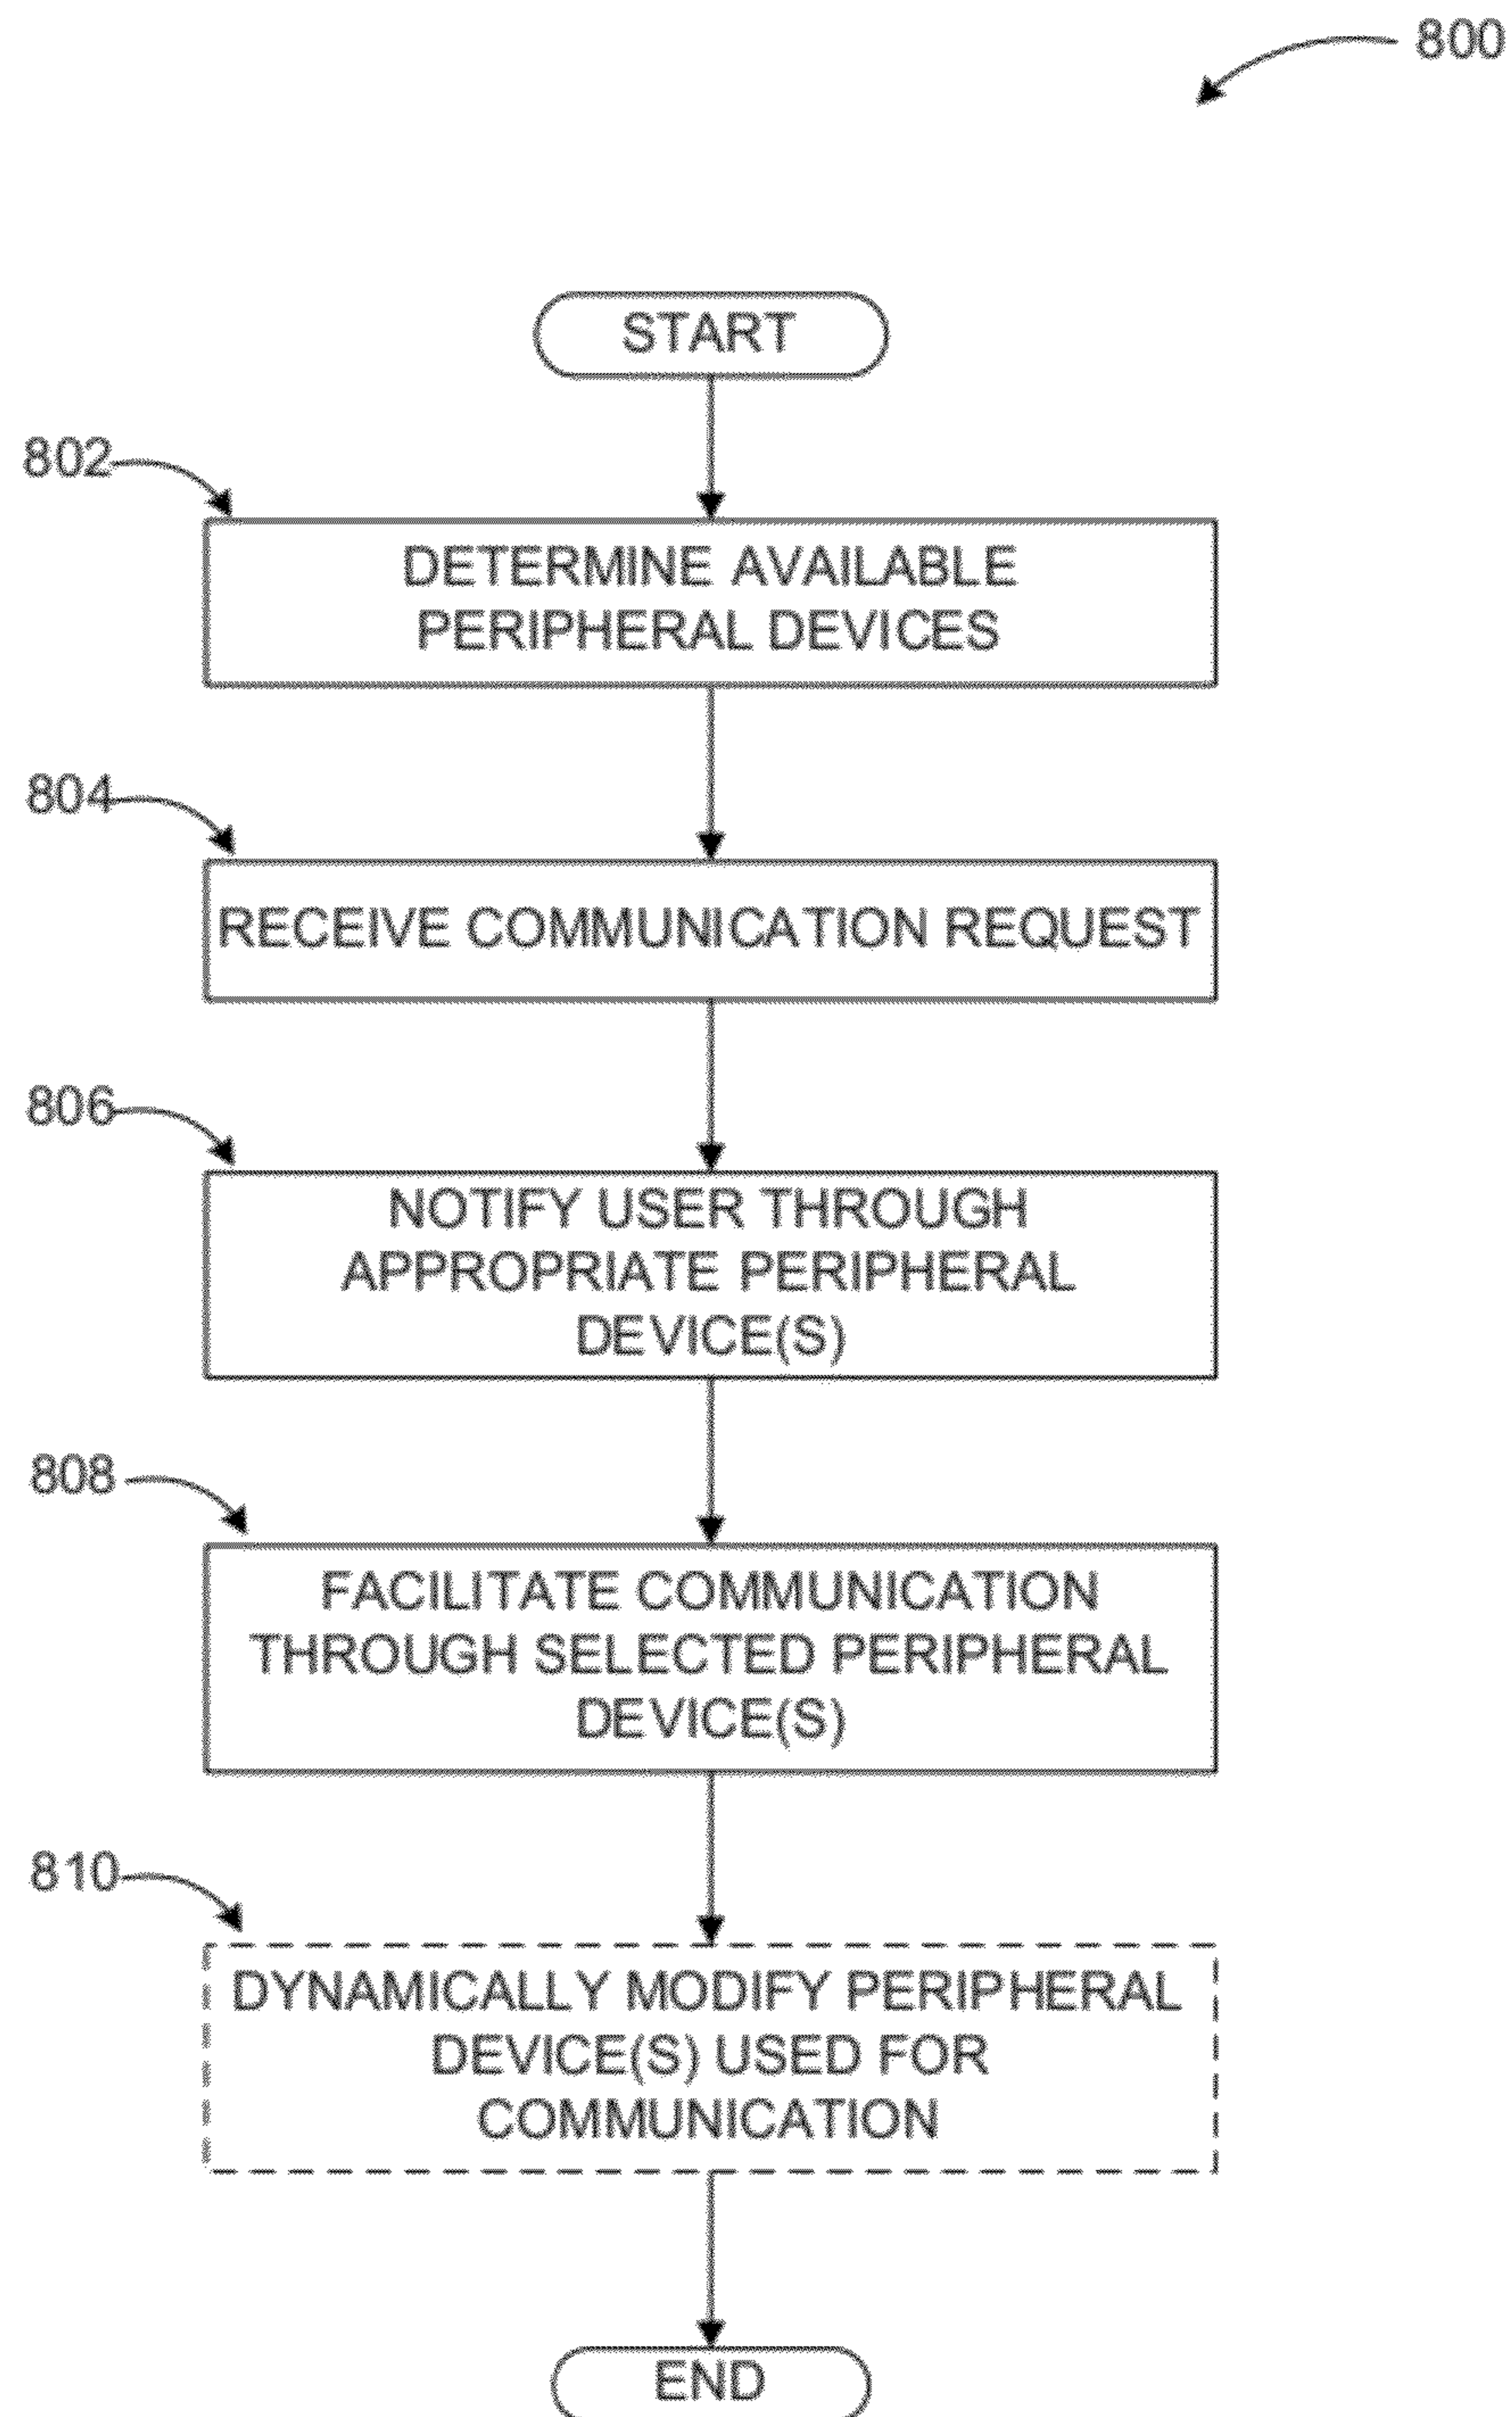 800
START
802
DETERMINE AVAILABLE
PERIPHERAL DEVICES
804
RECEIVE COMMUNICATION REQUEST
806
NOTIFY USER THROUGH
APPROPRIATE PERIPHERAL
DEVICE(S)
808
FACILITATE COMMUNICATION
THROUGH SELECTED PERIPHERAL
DEVICE(S)
810
DYNAMICALLY MODIFY PERIPHERAL
DEVICE(S) USED FOR
COMMUNICATION
END